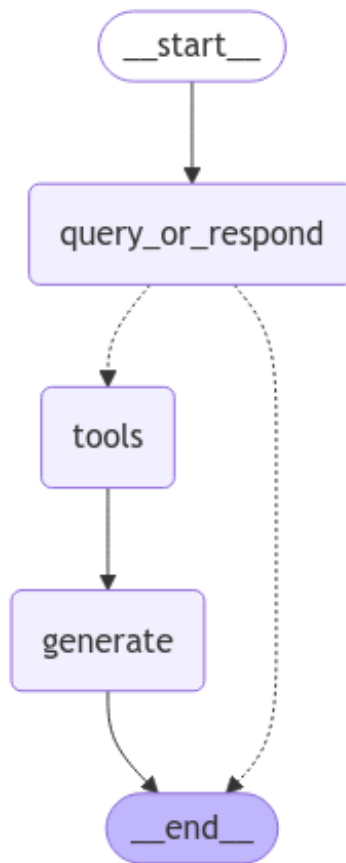 __start__
query_or_respond
tools
generate
__end__